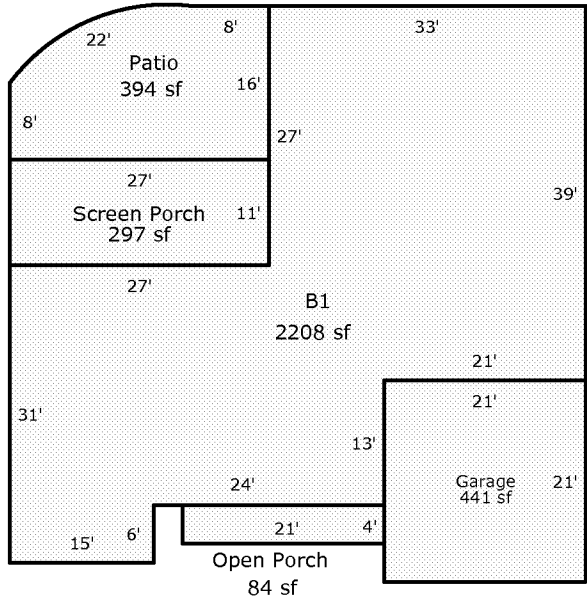 22'
8'
33'
Patio
394 sf
16'
8'
27'
27'
39'
Screen Porch
11'
297 sf
27'
B1
2208 sf
21'
21'
31'
13'
24'
Garage
441 sf
21'
6'
21'
4'
15'
Open Porch
84 sf